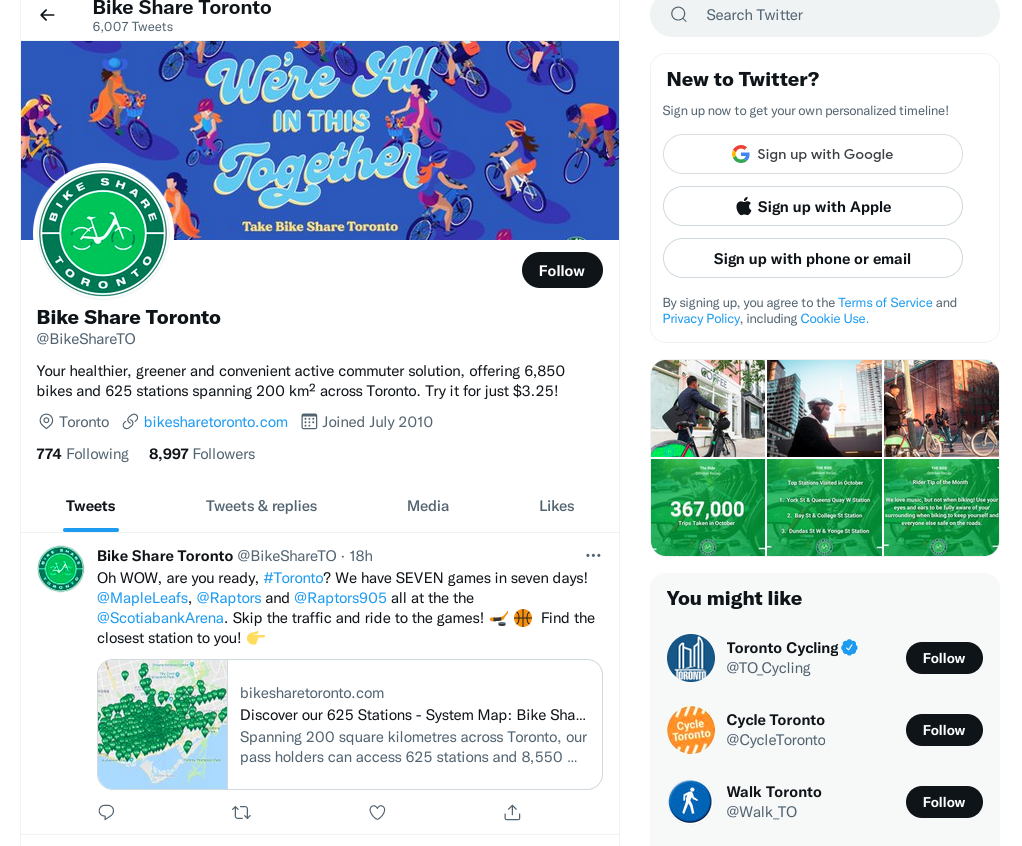 Bike Share Toronto
6,007 Tweets
We're All
IN THIS
Together
Take Bike Share Toronto
BIKE SHARE
TORONTO
Follow
Bike Share Toronto
@BikeShareTO
Your healthier, greener and convenient active commuter solution, offering 6,850
bikes and 625 stations spanning 200 km² across Toronto. Try it for just $3.25!
Toronto bikesharetoronto.com Joined July 2010
774 Following 8,997 Followers
Tweets Tweets & replies Media Likes
Bike Share Toronto @BikeShareTO · 18h
Oh WOW, are you ready, #Toronto? We have SEVEN games in seven days!
@MapleLeafs, @Raptors and @Raptors905 all at the the
@ScotiabankArena. Skip the traffic and ride to the games! 🏒 🏀 Find the
closest station to you! 👉
bikesharetoronto.com
Discover our 625 Stations - System Map: Bike Sha...
Spanning 200 square kilometres across Toronto, our
pass holders can access 625 stations and 8,550 ...
Search Twitter
New to Twitter?
Sign up now to get your own personalized timeline!
Sign up with Google
Sign up with Apple
Sign up with phone or email
By signing up, you agree to the Terms of Service and
Privacy Policy, including Cookie Use.
COFFEE
The Ride
367,000
Trips Taken in October
THE RIDE
Top Stations Visited in October
1. York St & Queens Quay W Station
2. Bay St & College St Station
3. Dundas St W & Yonge St Station
THE RIDE
Rider Tip of the Month
We love music, but not when biking! Use your
eyes and ears to be fully aware of your
surrounding when biking to keep yourself and
everyone else safe on the roads.
You might like
TORONTO
Toronto Cycling
@TO_Cycling
Follow
Cycle
Toronto
Cycle Toronto
@CycleToronto
Follow
Walk Toronto
@Walk_TO
Follow